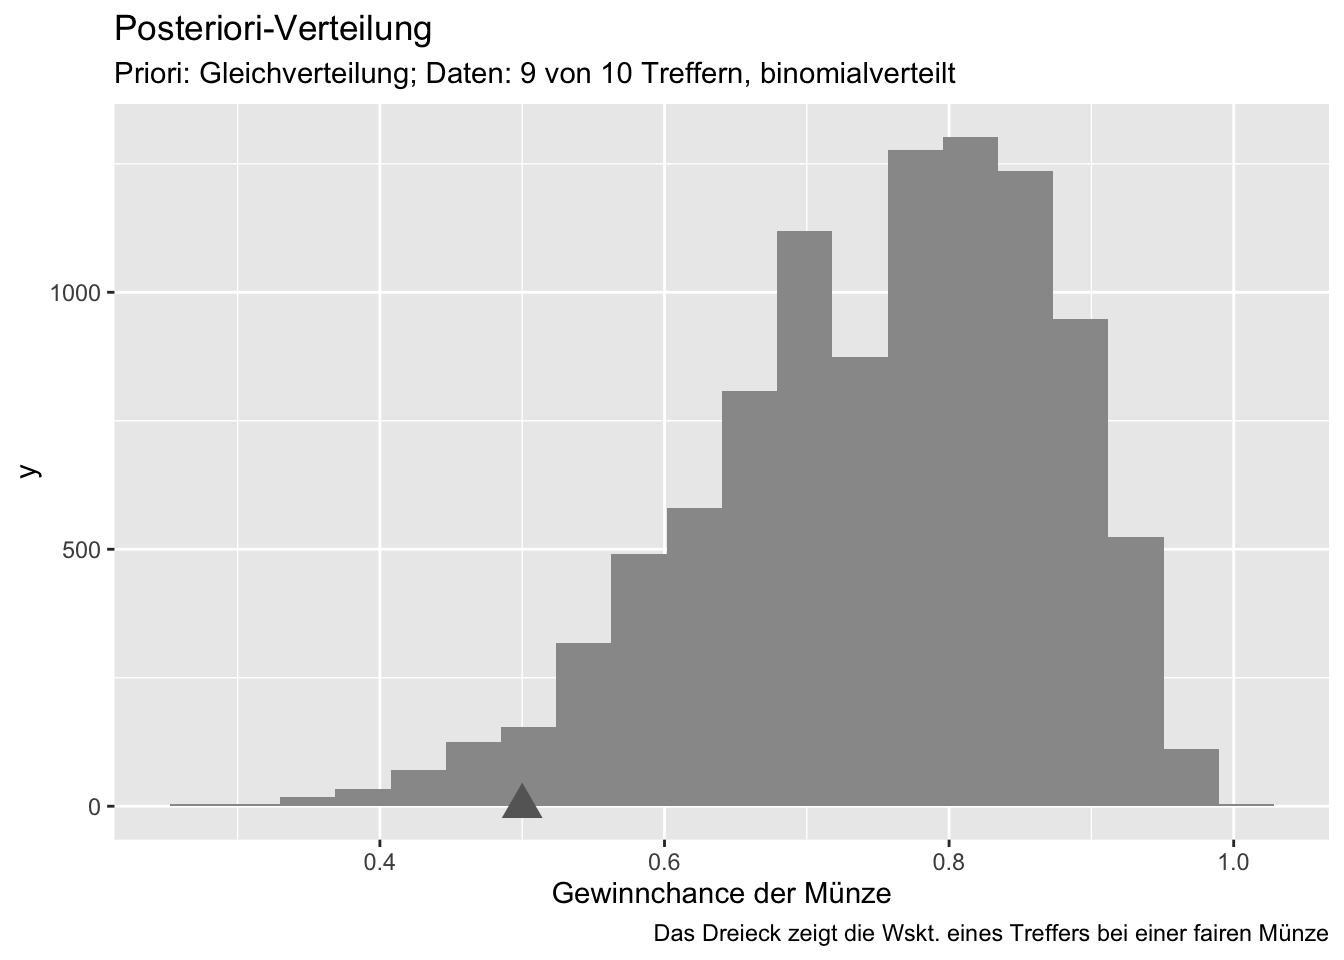 Posteriori-Verteilung
Priori: Gleichverteilung; Daten: 9 von 10 Treffern, binomialverteilt
y
1000
500
0
0.4 0.6 0.8 1.0
Gewinnchance der Münze
Das Dreieck zeigt die Wskt. eines Treffers bei einer fairen Münze